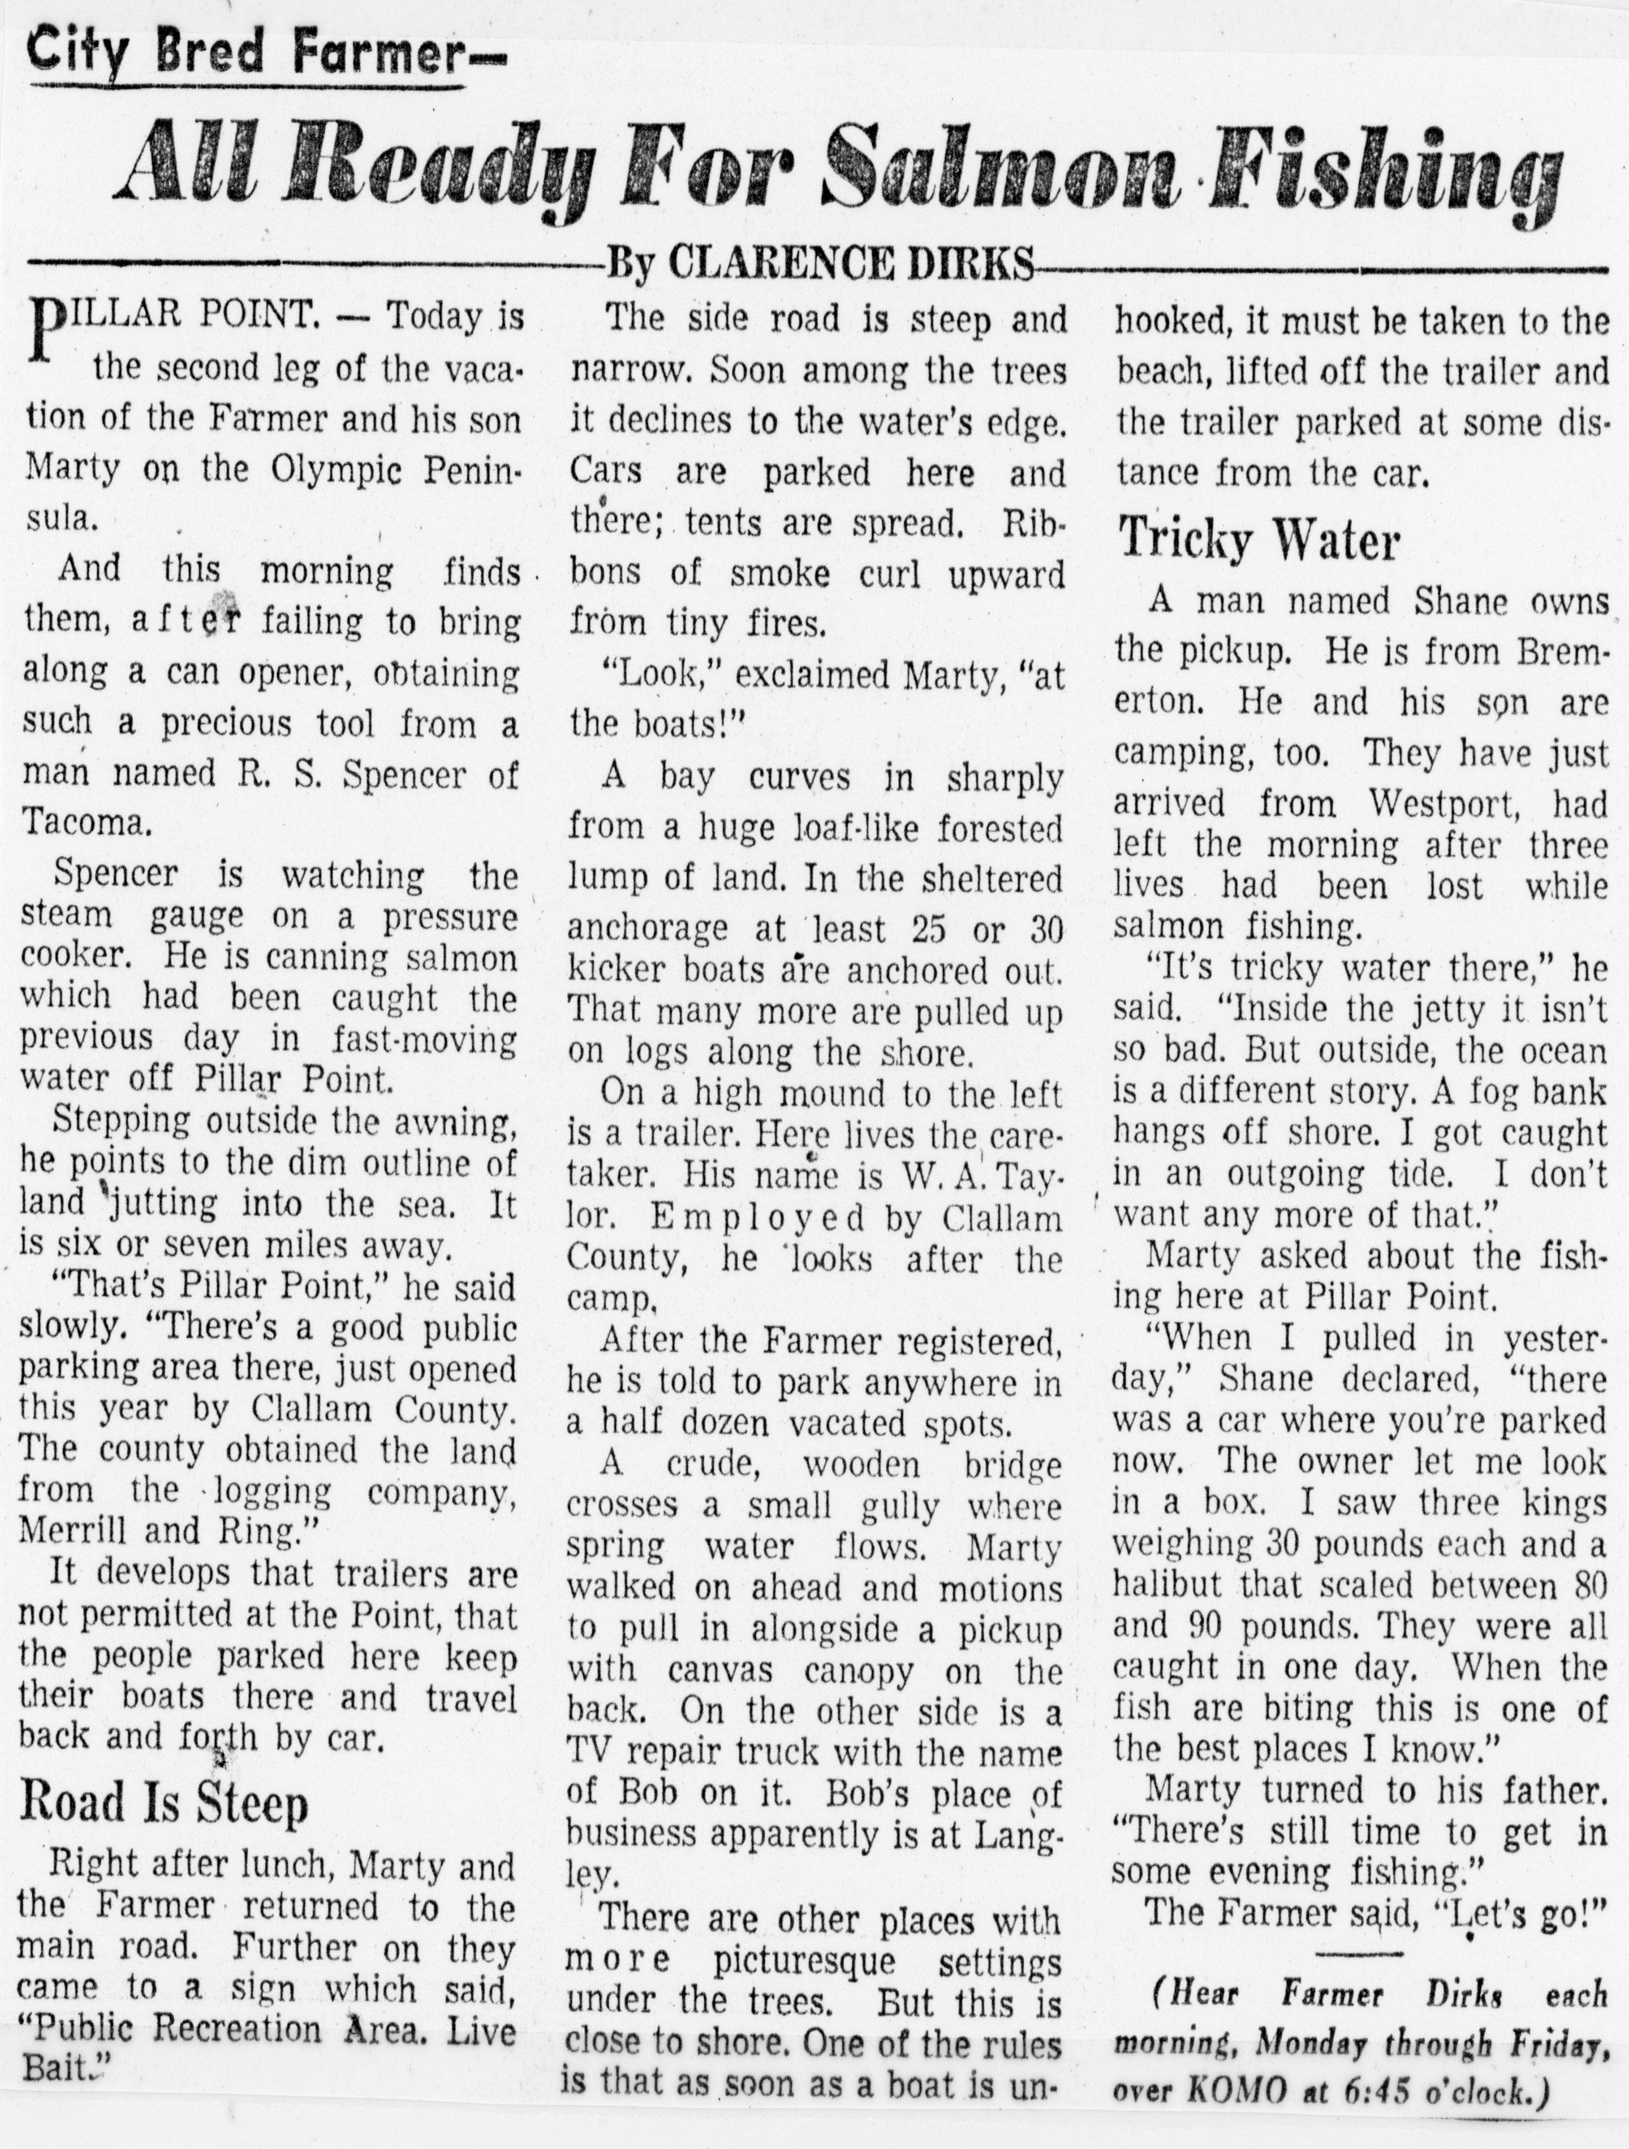 City Bred Farmer—
All Ready For Salmon Fishing
By CLARENCE DIRKS
PILLAR POINT. — Today is
the second leg of the vaca-
tion of the Farmer and his son
Marty on the Olympic Penin-
sula.
And this morning finds
them, after failing to bring
along a can opener, obtaining
such a precious tool from a
man named R. S. Spencer of
Tacoma.
Spencer is watching the
steam gauge on a pressure
cooker. He is canning salmon
which had been caught the
previous day in fast-moving
water off Pillar Point.
Stepping outside the awning,
he points to the dim outline of
land jutting into the sea. It
is six or seven miles away.
"That's Pillar Point," he said
slowly. "There's a good public
parking area there, just opened
this year by Clallam County.
The county obtained the land
from the logging company,
Merrill and Ring."
It develops that trailers are
not permitted at the Point, that
the people parked here keep
their boats there and travel
back and forth by car.
Road Is Steep
Right after lunch, Marty and
the Farmer returned to the
main road. Further on they
came to a sign which said,
"Public Recreation Area. Live
Bait."
The side road is steep and
narrow. Soon among the trees
it declines to the water's edge.
Cars are parked here and
there; tents are spread. Rib-
bons of smoke curl upward
from tiny fires.
"Look," exclaimed Marty, "at
the boats!"
A bay curves in sharply
from a huge loaf-like forested
lump of land. In the sheltered
anchorage at least 25 or 30
kicker boats are anchored out.
That many more are pulled up
on logs along the shore.
On a high mound to the left
is a trailer. Here lives the care-
taker. His name is W. A. Tay-
lor. Employed by Clallam
County, he looks after the
camp.
After the Farmer registered,
he is told to park anywhere in
a half dozen vacated spots.
A crude, wooden bridge
crosses a small gully where
spring water flows. Marty
walked on ahead and motions
to pull in alongside a pickup
with canvas canopy on the
back. On the other side is a
TV repair truck with the name
of Bob on it. Bob's place of
business apparently is at Lang-
ley.
There are other places with
more picturesque settings
under the trees. But this is
close to shore. One of the rules
is that as soon as a boat is un-
hooked, it must be taken to the
beach, lifted off the trailer and
the trailer parked at some dis-
tance from the car.
Tricky Water
A man named Shane owns
the pickup. He is from Brem-
erton. He and his son are
camping, too. They have just
arrived from Westport, had
left the morning after three
lives had been lost while
salmon fishing.
"It's tricky water there," he
said. "Inside the jetty it isn't
so bad. But outside, the ocean
is a different story. A fog bank
hangs off shore. I got caught
in an outgoing tide. I don't
want any more of that."
Marty asked about the fish-
ing here at Pillar Point.
"When I pulled in yester-
day," Shane declared, "there
was a car where you're parked
now. The owner let me look
in a box. I saw three kings
weighing 30 pounds each and a
halibut that scaled between 80
and 90 pounds. They were all
caught in one day. When the
fish are biting this is one of
the best places I know."
Marty turned to his father.
"There's still time to get in
some evening fishing."
The Farmer said, "Let's go!"
(Hear Farmer Dirks each
morning, Monday through Friday,
over KOMO at 6:45 o'clock.)